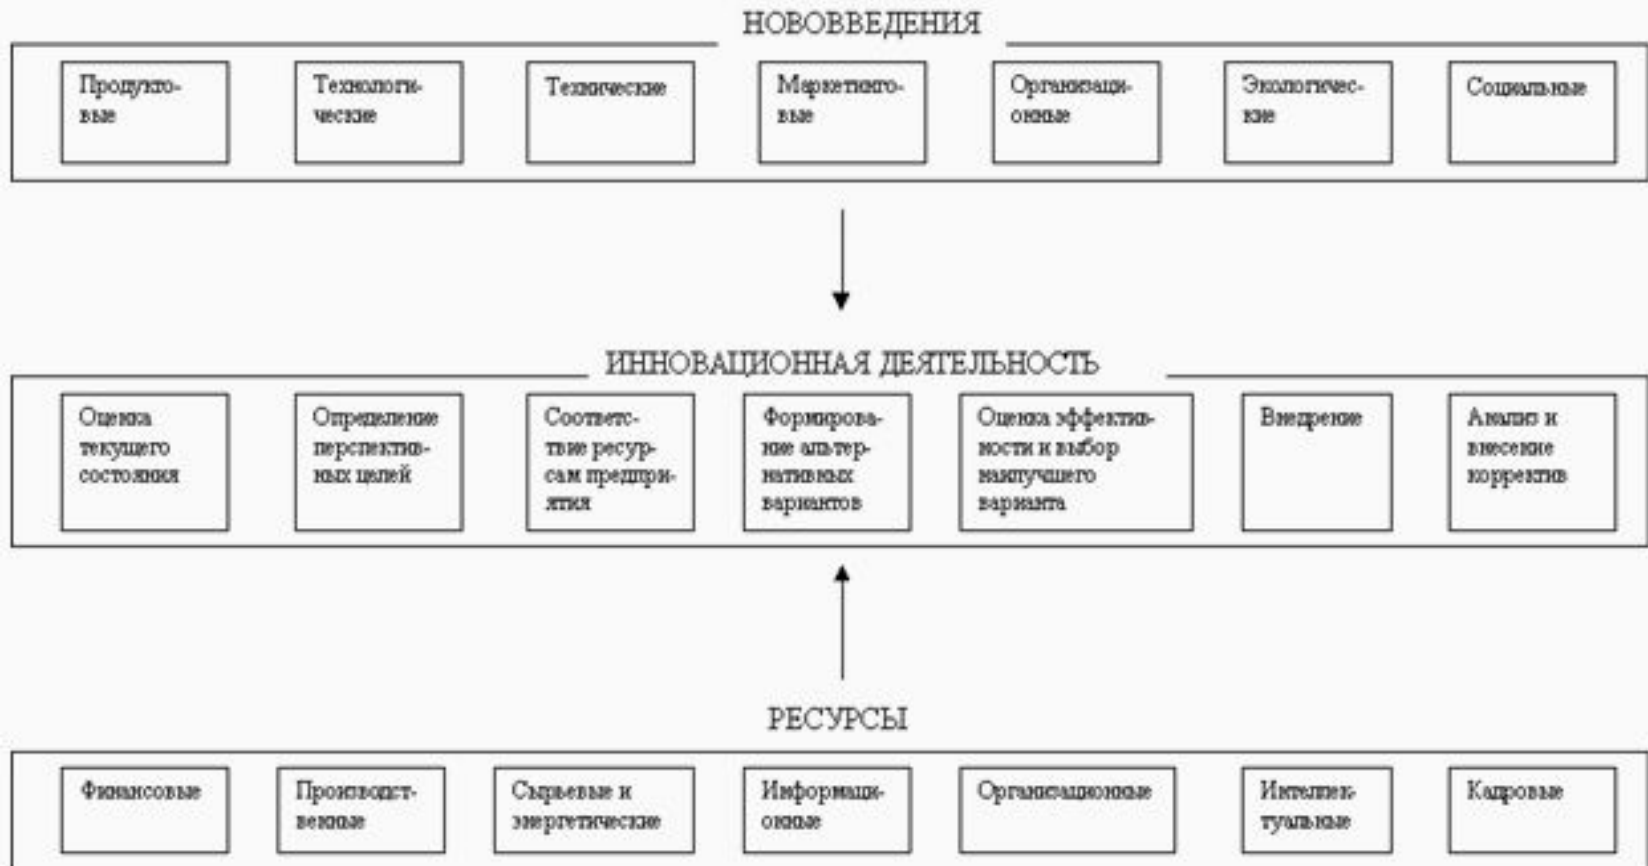 НОВОВВЕДЕНИЯ
Продукто-
вые
Технологи-
ческие
Технические
Маркетинго-
вые
Организаци-
онные
Экологичес-
кие
Социальные
ИННОВАЦИОННАЯ ДЕЯТЕЛЬНОСТЬ
Оценка
текущего
состояния
Определение
перспектив-
ных целей
Соответс-
твие ресур-
сам предпри-
ятия
Формирова-
ние альтер-
нативных
вариантов
Оценка эффектив-
ности и выбор
наилучшего
варианта
Внедрение
Анализ и
внесение
корректив
РЕСУРСЫ
Финансовые
Производст-
венные
Сырьевые и
энергетические
Информаци-
онные
Организационные
Интеллек-
туальные
Кадровые